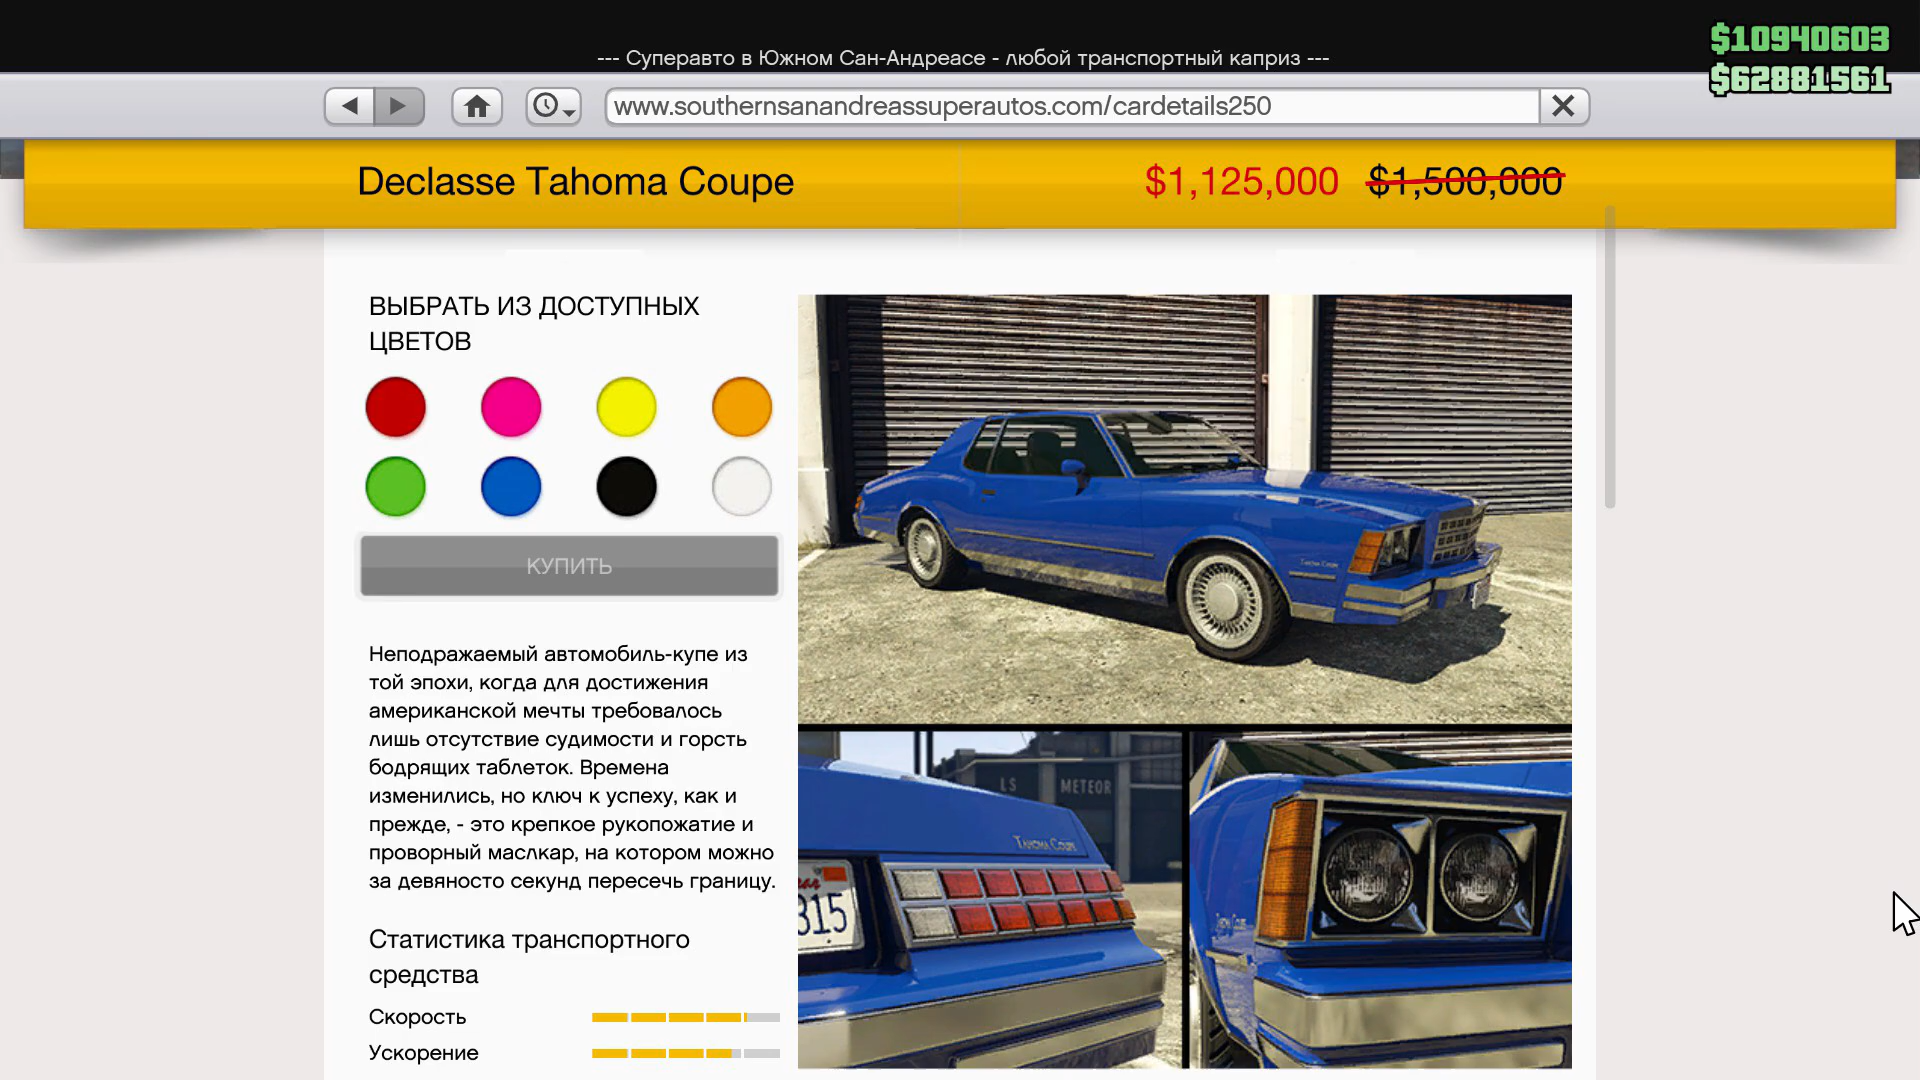 $10940603
--- Суперавто в Южном Сан-Андреасе - любой транспортный каприз ---
$62881561
www.southernsanandreassuperautos.com/cardetails250
Declasse Tahoma Coupe
$1,125,000 $1,500,000
ВЫБРАТЬ ИЗ ДОСТУПНЫХ
ЦВЕТОВ
КУПИТЬ
Неподражаемый автомобиль-купе из
той эпохи, когда для достижения
американской мечты требовалось
лишь отсутствие судимости и горсть
бодрящих таблеток. Времена
изменились, но ключ к успеху, как и
прежде, - это крепкое рукопожатие и
проворный маслкар, на котором можно
за девяносто секунд пересечь границу.
Статистика транспортного
средства
Скорость
Ускорение
LS METEOR
TAHOMA COUPE
315